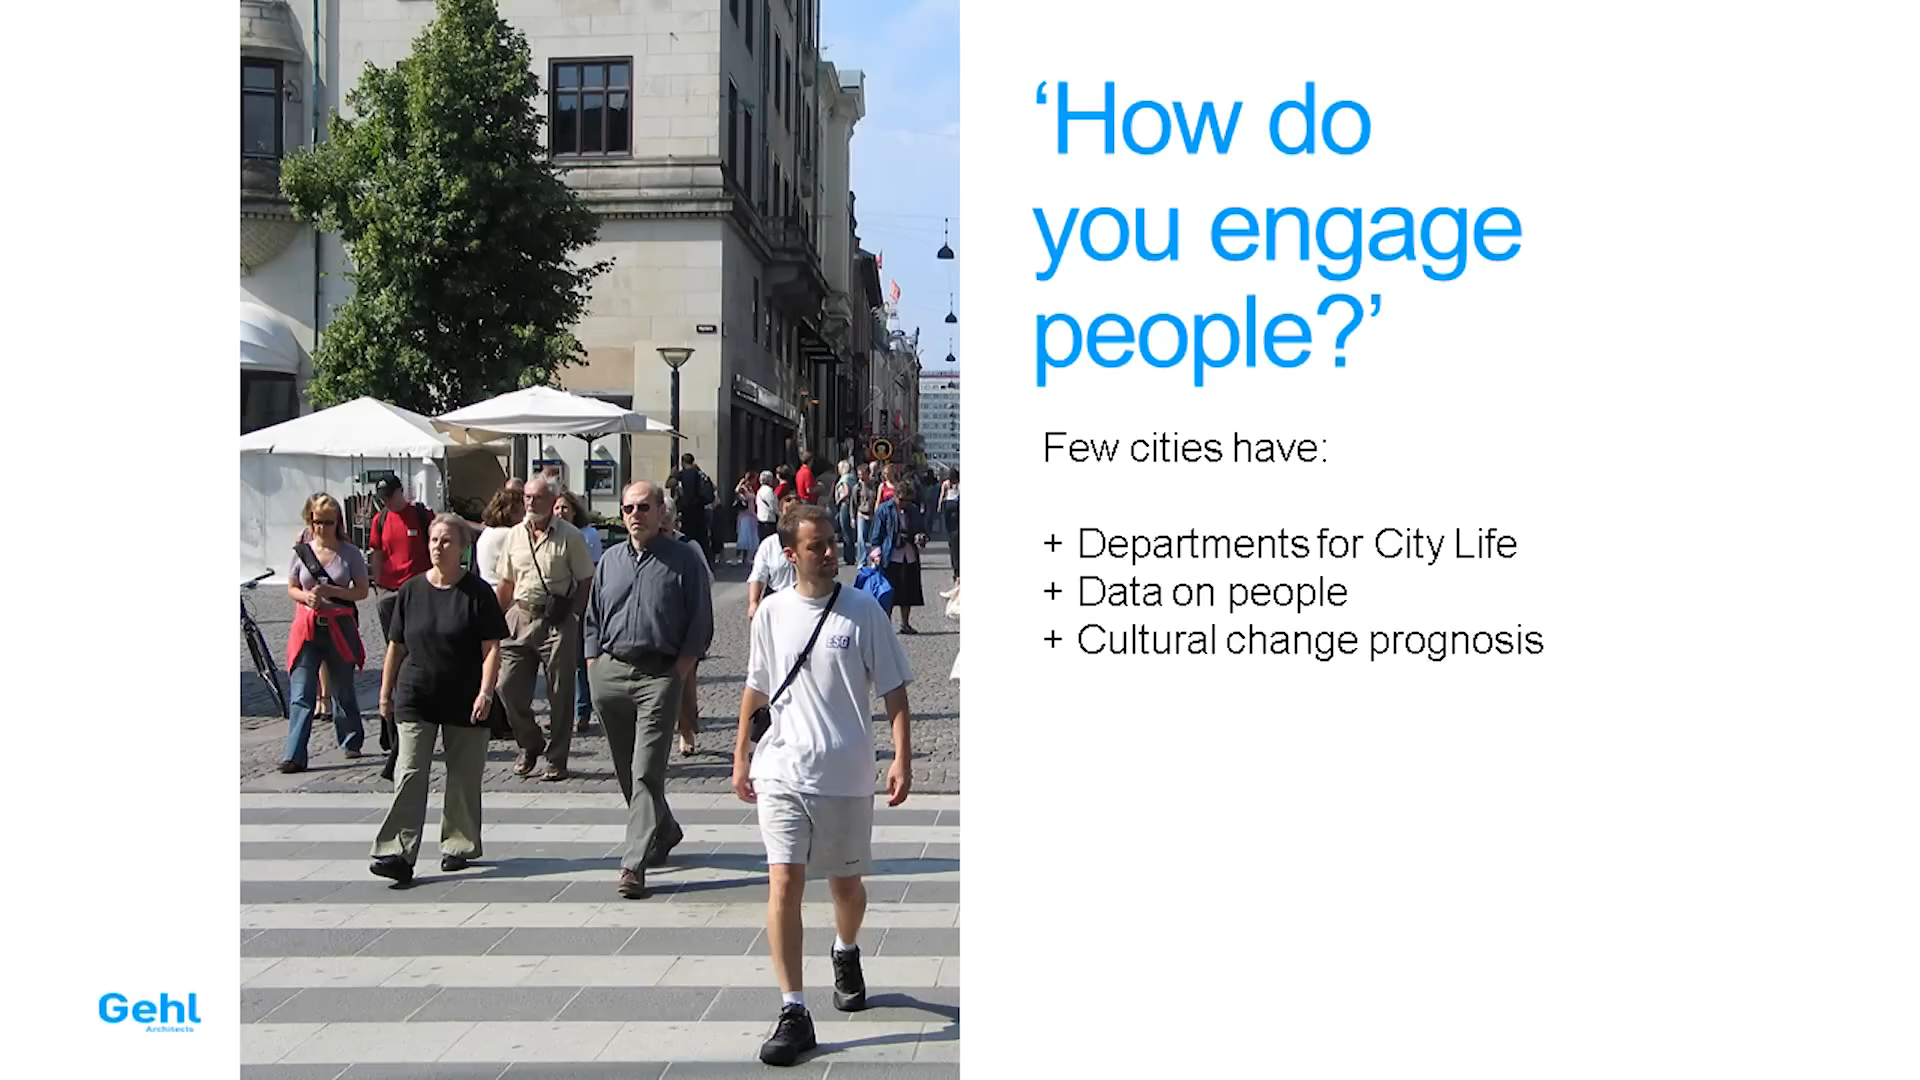 ‘How do
you engage
people?’
Few cities have:
+ Departments for City Life
+ Data on people
+ Cultural change prognosis
ESG
Gehl
Architects